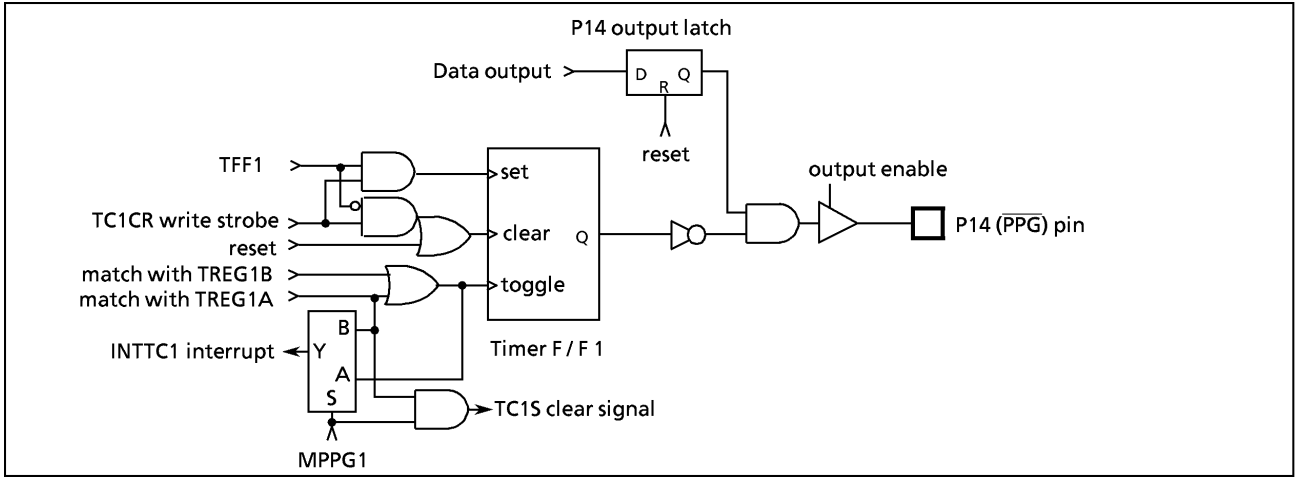 P14 output latch
Data output
D Q
R
reset
TFF1
set
output enable
TC1CR write strobe
clear
Q
P14 (PPG) pin
reset
match with TREG1B
toggle
match with TREG1A
B
INTTC1 interrupt
Y
Timer F / F 1
A
S
TC1S clear signal
MPPG1